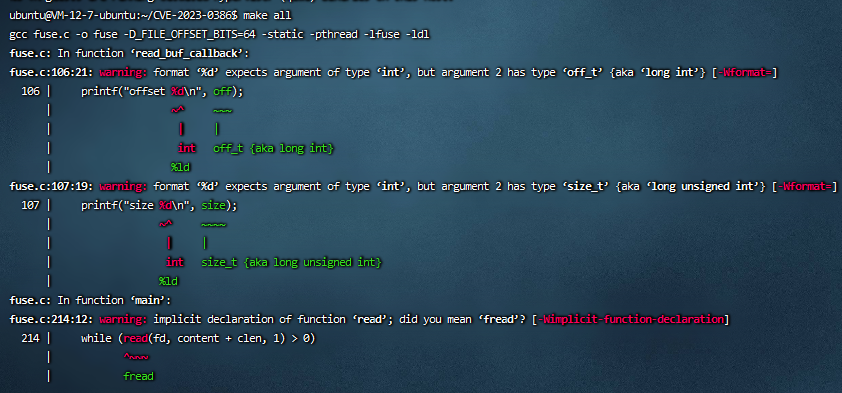 ubuntu@VM-12-7-ubuntu:~/CVE-2023-0386$ make all
gcc fuse.c -o fuse -D_FILE_OFFSET_BITS=64 -static -pthread -lfuse -ldl
fuse.c: In function ‘read_buf_callback’:
fuse.c:106:21: warning: format ‘%d’ expects argument of type ‘int’, but argument 2 has type ‘off_t’ {aka ‘long int’} [-Wformat=]
  106 |     printf("offset %d\n", off);
      |                    ~^     ~~~
      |                     |     |
      |                     int   off_t {aka long int}
      |                    %ld
fuse.c:107:19: warning: format ‘%d’ expects argument of type ‘int’, but argument 2 has type ‘size_t’ {aka ‘long unsigned int’} [-Wformat=]
  107 |     printf("size %d\n", size);
      |                  ~^     ~~~~
      |                   |     |
      |                   int   size_t {aka long unsigned int}
      |                  %ld
fuse.c: In function ‘main’:
fuse.c:214:12: warning: implicit declaration of function ‘read’; did you mean ‘fread’? [-Wimplicit-function-declaration]
  214 |     while (read(fd, content + clen, 1) > 0)
      |            ^~~~
      |            fread